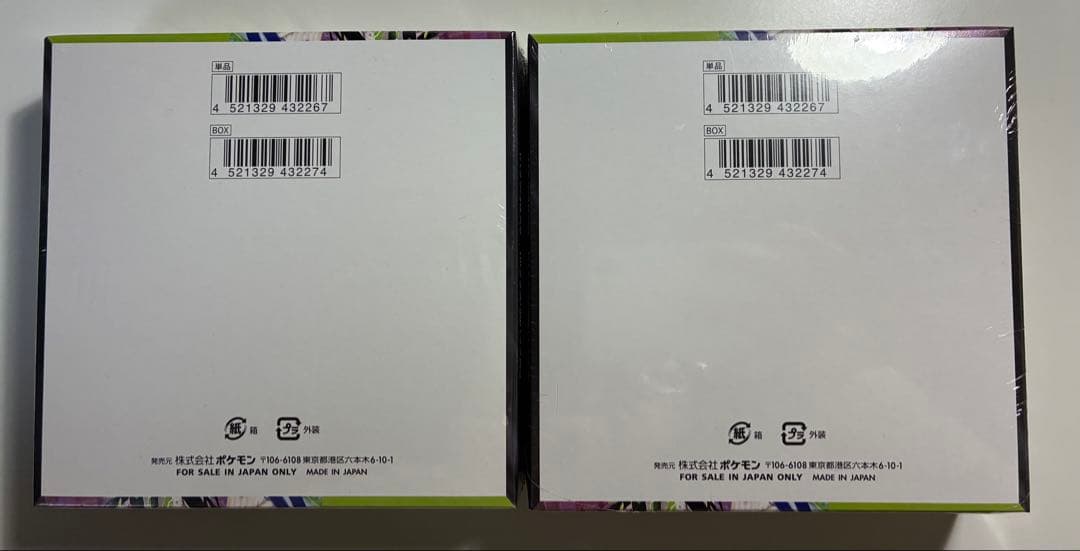 単品
4 521329 432267
BOX
4 521329 432274
紙 箱 プラ 外装
発売元 株式会社 ポケモン 〒106-6108 東京都港区六本木6-10-1
FOR SALE IN JAPAN ONLY MADE IN JAPAN
単品
4 521329 432267
BOX
4 521329 432274
紙 箱 プラ 外装
発売元 株式会社 ポケモン 〒106-6108 東京都港区六本木6-10-1
FOR SALE IN JAPAN ONLY MADE IN JAPAN